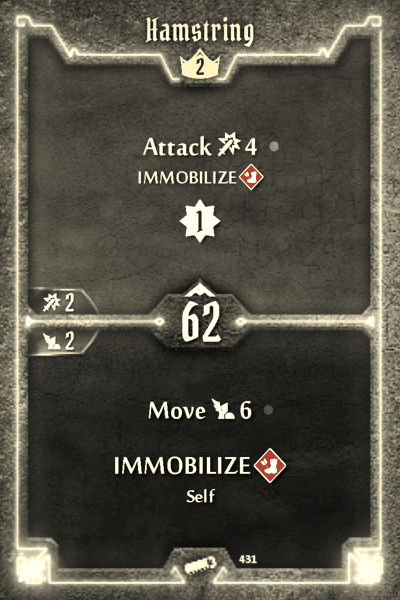 Hamstring
2
Attack 4
IMMOBILIZE
1
2
62
2
Move 6
IMMOBILIZE
Self
431